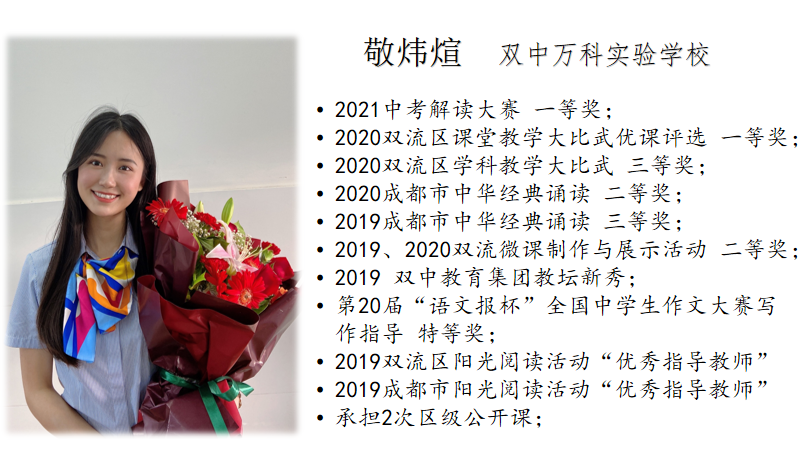 敬炜煊 双中万科实验学校
• 2021中考解读大赛 一等奖；
• 2020双流区课堂教学大比武优课评选 一等奖；
• 2020双流区学科教学大比武 三等奖；
• 2020成都市中华经典诵读 二等奖；
• 2019成都市中华经典诵读 三等奖；
• 2019、2020双流微课制作与展示活动 二等奖；
• 2019 双中教育集团教坛新秀；
• 第20届“语文报杯”全国中学生作文大赛写
作指导 特等奖；
• 2019双流区阳光阅读活动“优秀指导教师”
• 2019成都市阳光阅读活动“优秀指导教师”
• 承担2次区级公开课；